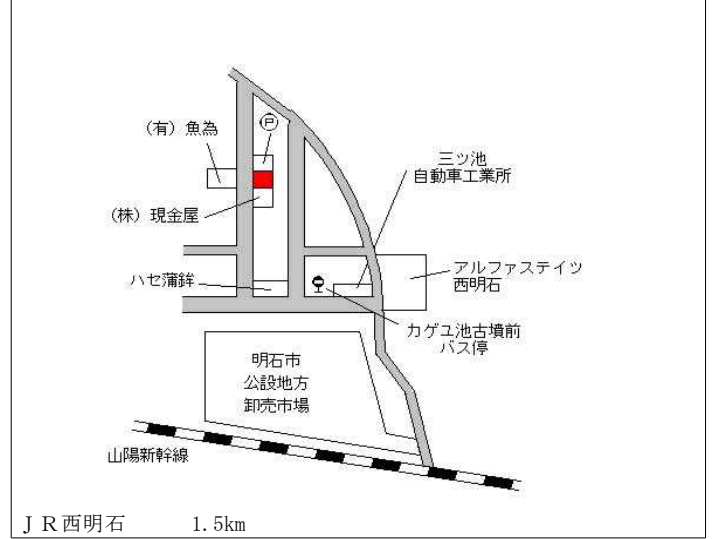 Ⓟ
(有) 魚為
三ツ池
自動車工業所
(株) 現金屋
アルファステイツ
西明石
ハセ蒲鉾
カゲユ池古墳前
バス停
明石市
公設地方
卸売市場
山陽新幹線
ＪＲ西明石 1.5km